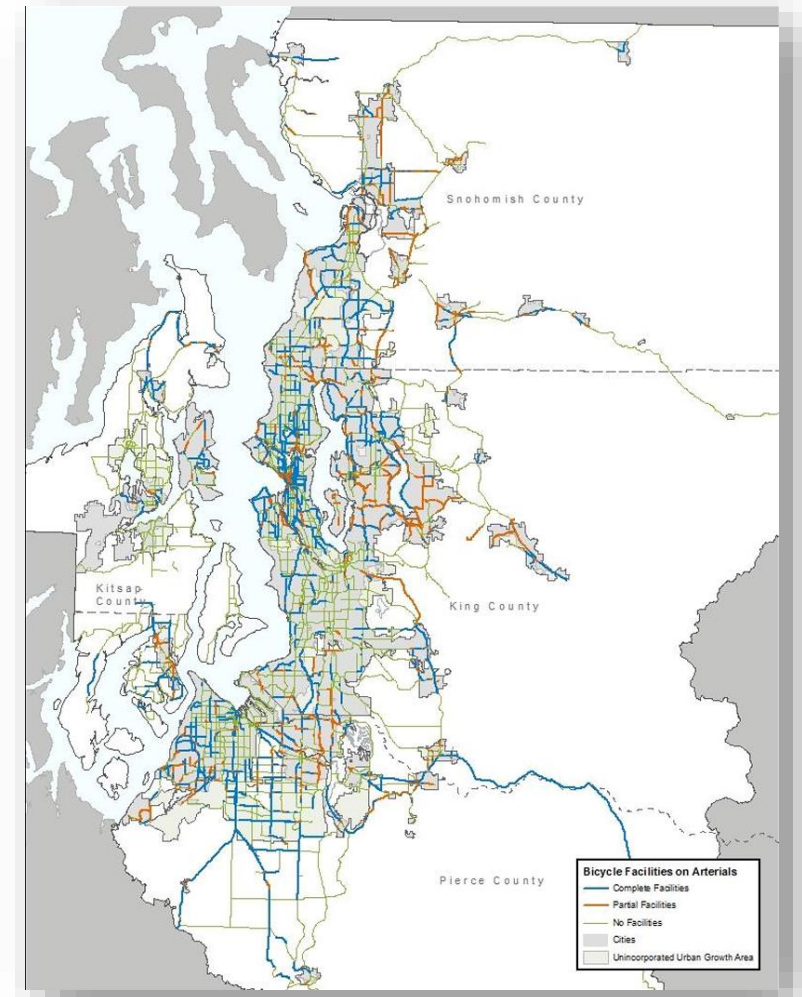 Snohomish County
Kitsap
County
King County
Pierce County
Bicycle Facilities on Arterials
Complete Facilities
Partial Facilities
No Facilities
Cities
Unincorporated Urban Growth Area